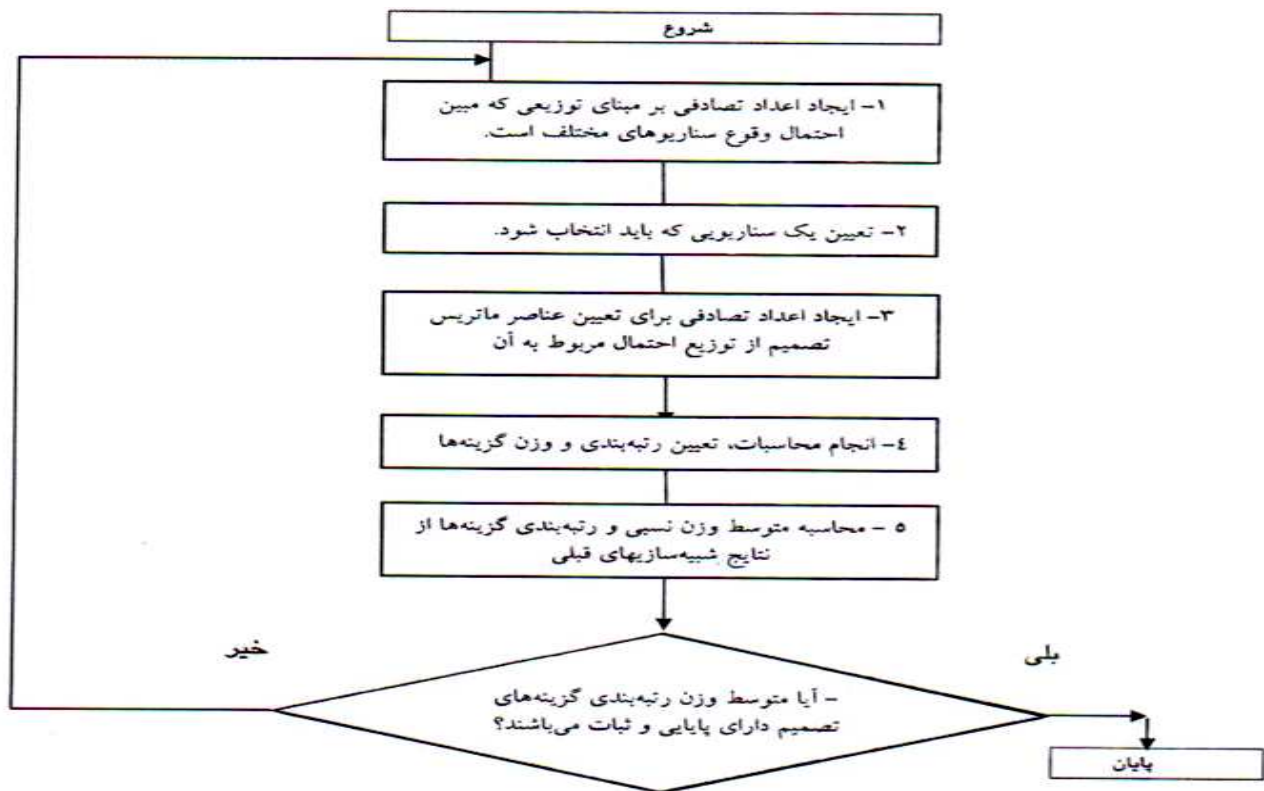 شروع
۱- ایجاد اعداد تصادفی بر مبنای توزیعی که مبین
احتمال وقوع سناریوهای مختلف است.
۲- تعیین یک سناریویی که باید انتخاب شود.
۳- ایجاد اعداد تصادفی برای تعیین عناصر ماتریس
تصمیم از توزیع احتمال مربوط به آن
٤- انجام محاسبات، تعیین رتبه‌بندی و وزن گزینه‌ها
٥ - محاسبه متوسط وزن نسبی و رتبه‌بندی گزینه‌ها از
نتایج شبیه‌سازیهای قبلی
خیر
بلی
- آیا متوسط وزن رتبه‌بندی گزینه‌های
تصمیم دارای پایایی و ثبات می‌باشند؟
پایان